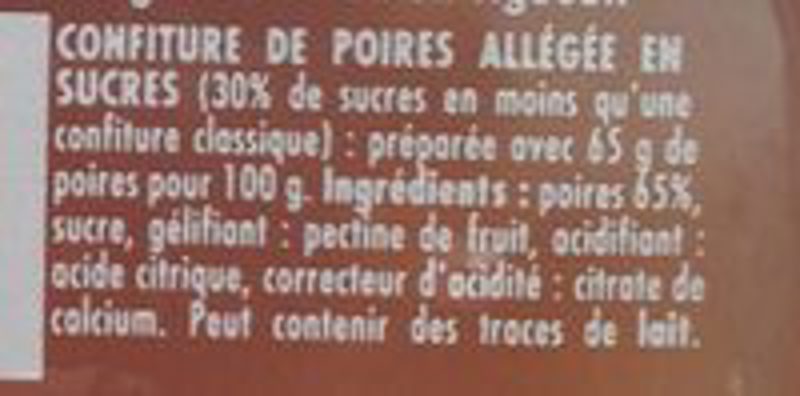 CONFITURE DE POIRES ALLÉGÉE EN
SUCRES (30% de sucres en moins qu'une
confiture classique) : préparée avec 65 g de
poires pour 100 g. Ingrédients : poires 65%,
sucre, gélifiant : pectine de fruit, acidifiant :
acide citrique, correcteur d'acidité : citrate de
calcium. Peut contenir des traces de lait.